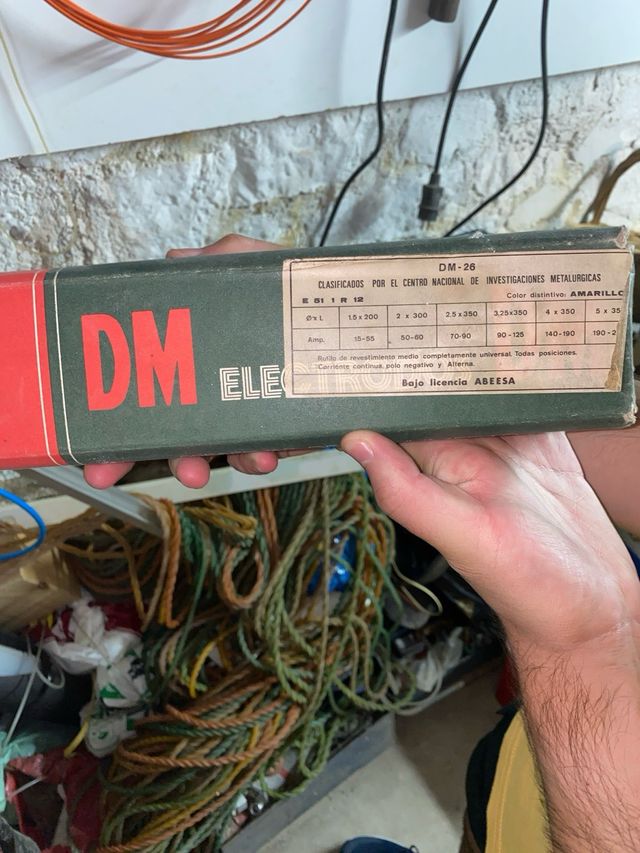 DM
ELECTRO
DM-26
CLASIFICADOS POR EL CENTRO NACIONAL DE INVESTIGACIONES METALURGICAS
E 51 1 R 12 Color distintivo: AMARILLO
Ø x L 1.5 x 200 2 x 300 2.5 x 350 3,25x350 4 x 350 5 x 35
Amp. 15-55 50-60 70-90 90-125 140-190 190-2
Rutilo de revestimiento medio completamente universal. Todas posiciones.
Corriente continua, polo negativo y Alterna.
Bajo licencia ABEESA